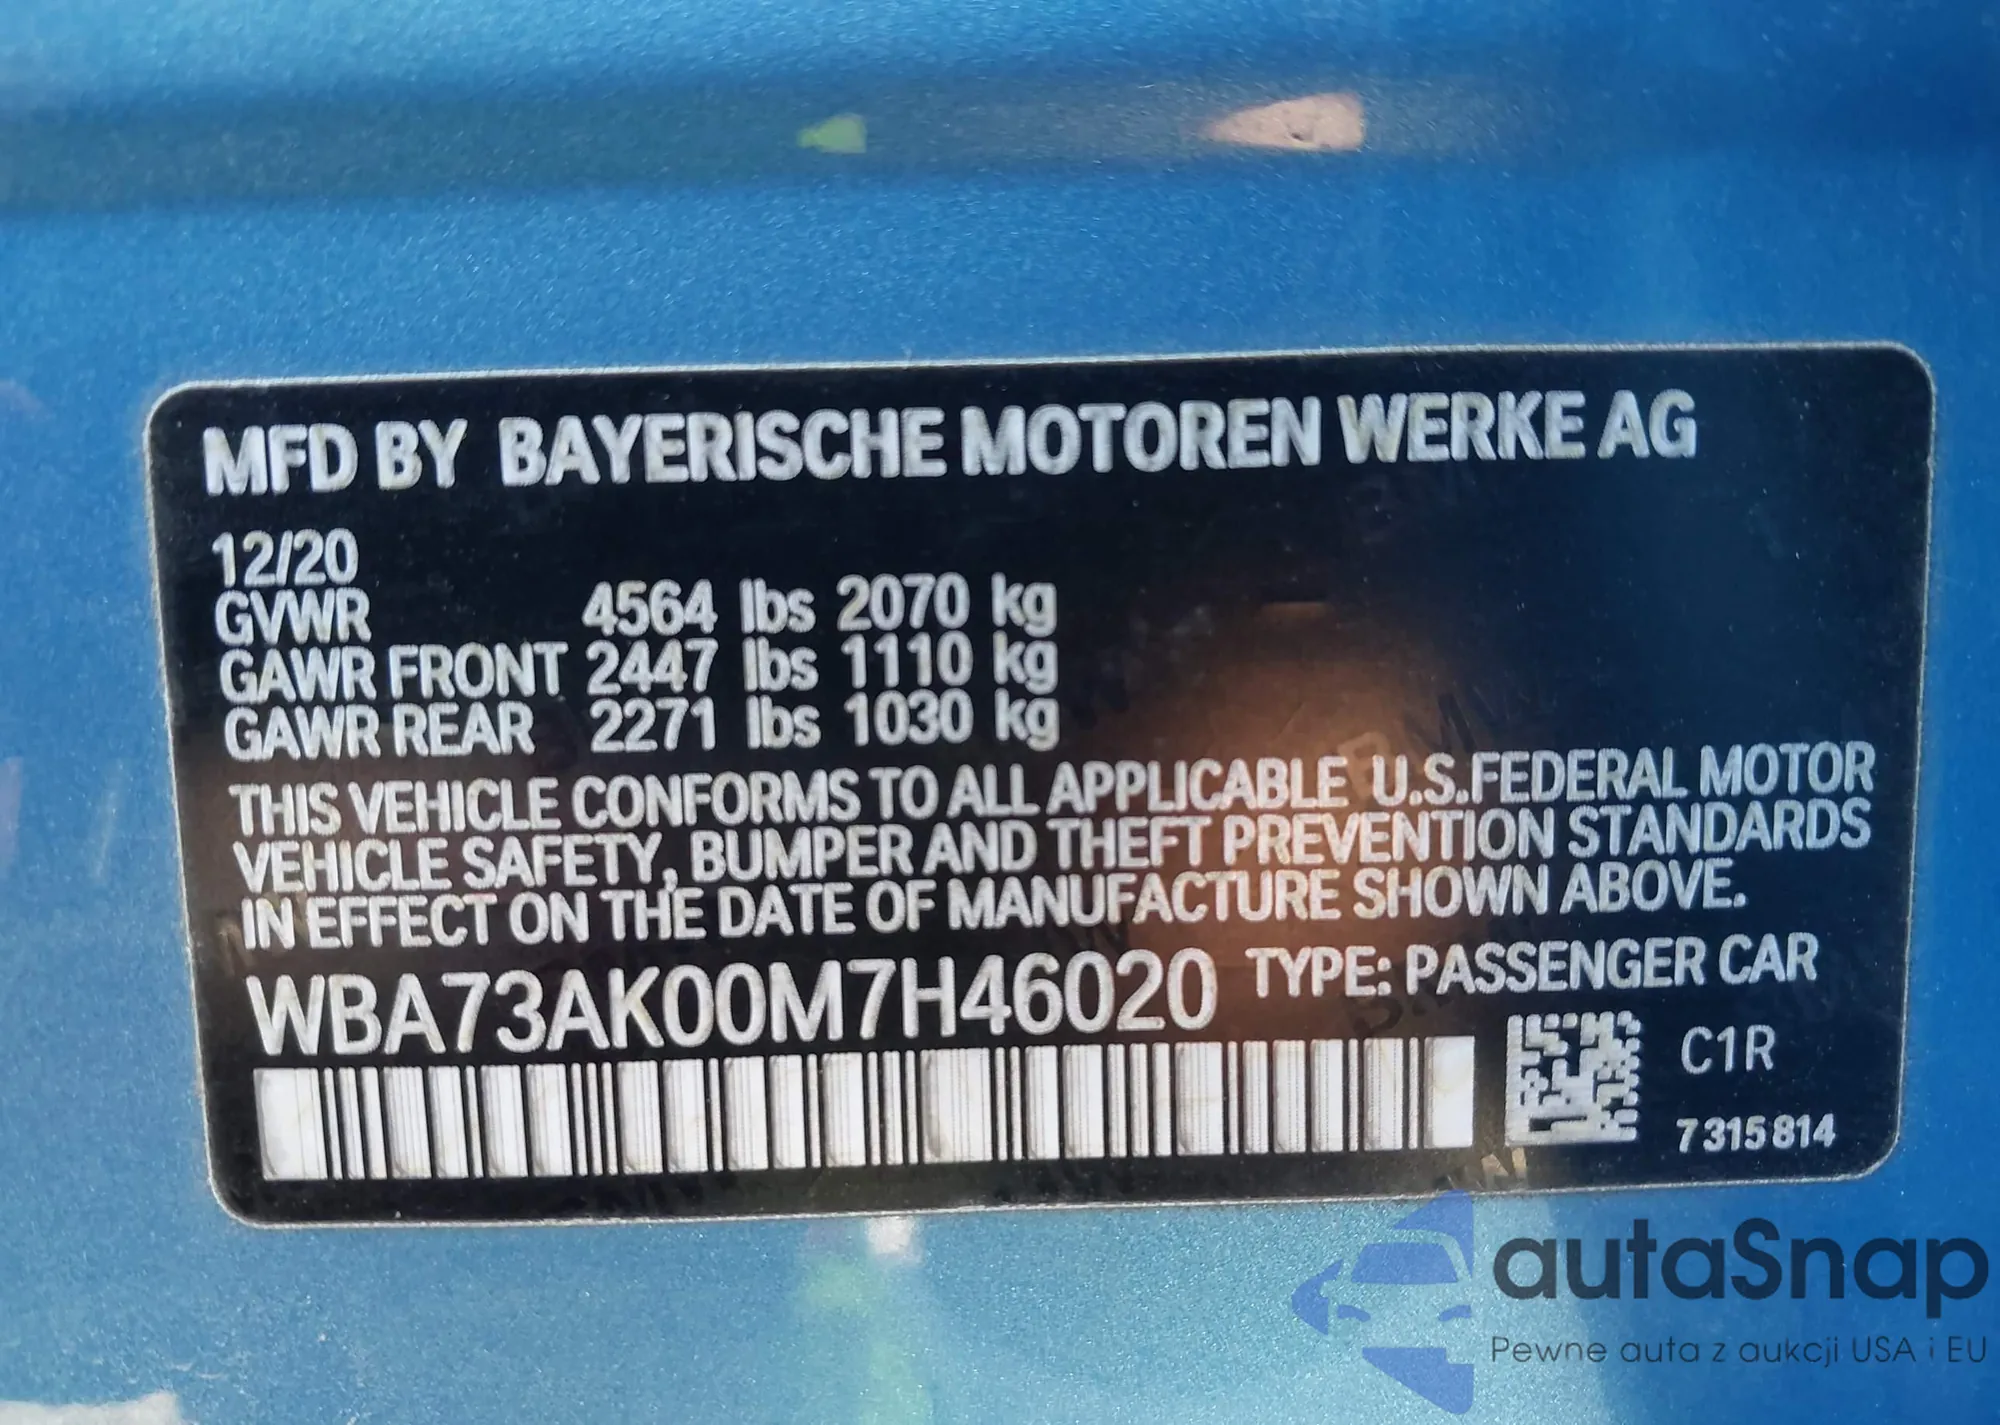 MFD BY BAYERISCHE MOTOREN WERKE AG
12/20
GVWR 4564 lbs 2070 kg
GAWR FRONT 2447 lbs 1110 kg
GAWR REAR 2271 lbs 1030 kg
THIS VEHICLE CONFORMS TO ALL APPLICABLE U.S.FEDERAL MOTOR
VEHICLE SAFETY, BUMPER AND THEFT PREVENTION STANDARDS
IN EFFECT ON THE DATE OF MANUFACTURE SHOWN ABOVE.
WBA73AK00M7H46020 TYPE: PASSENGER CAR
C1R
7315814
autaSnap
Pewne auta z aukcji USA i EU